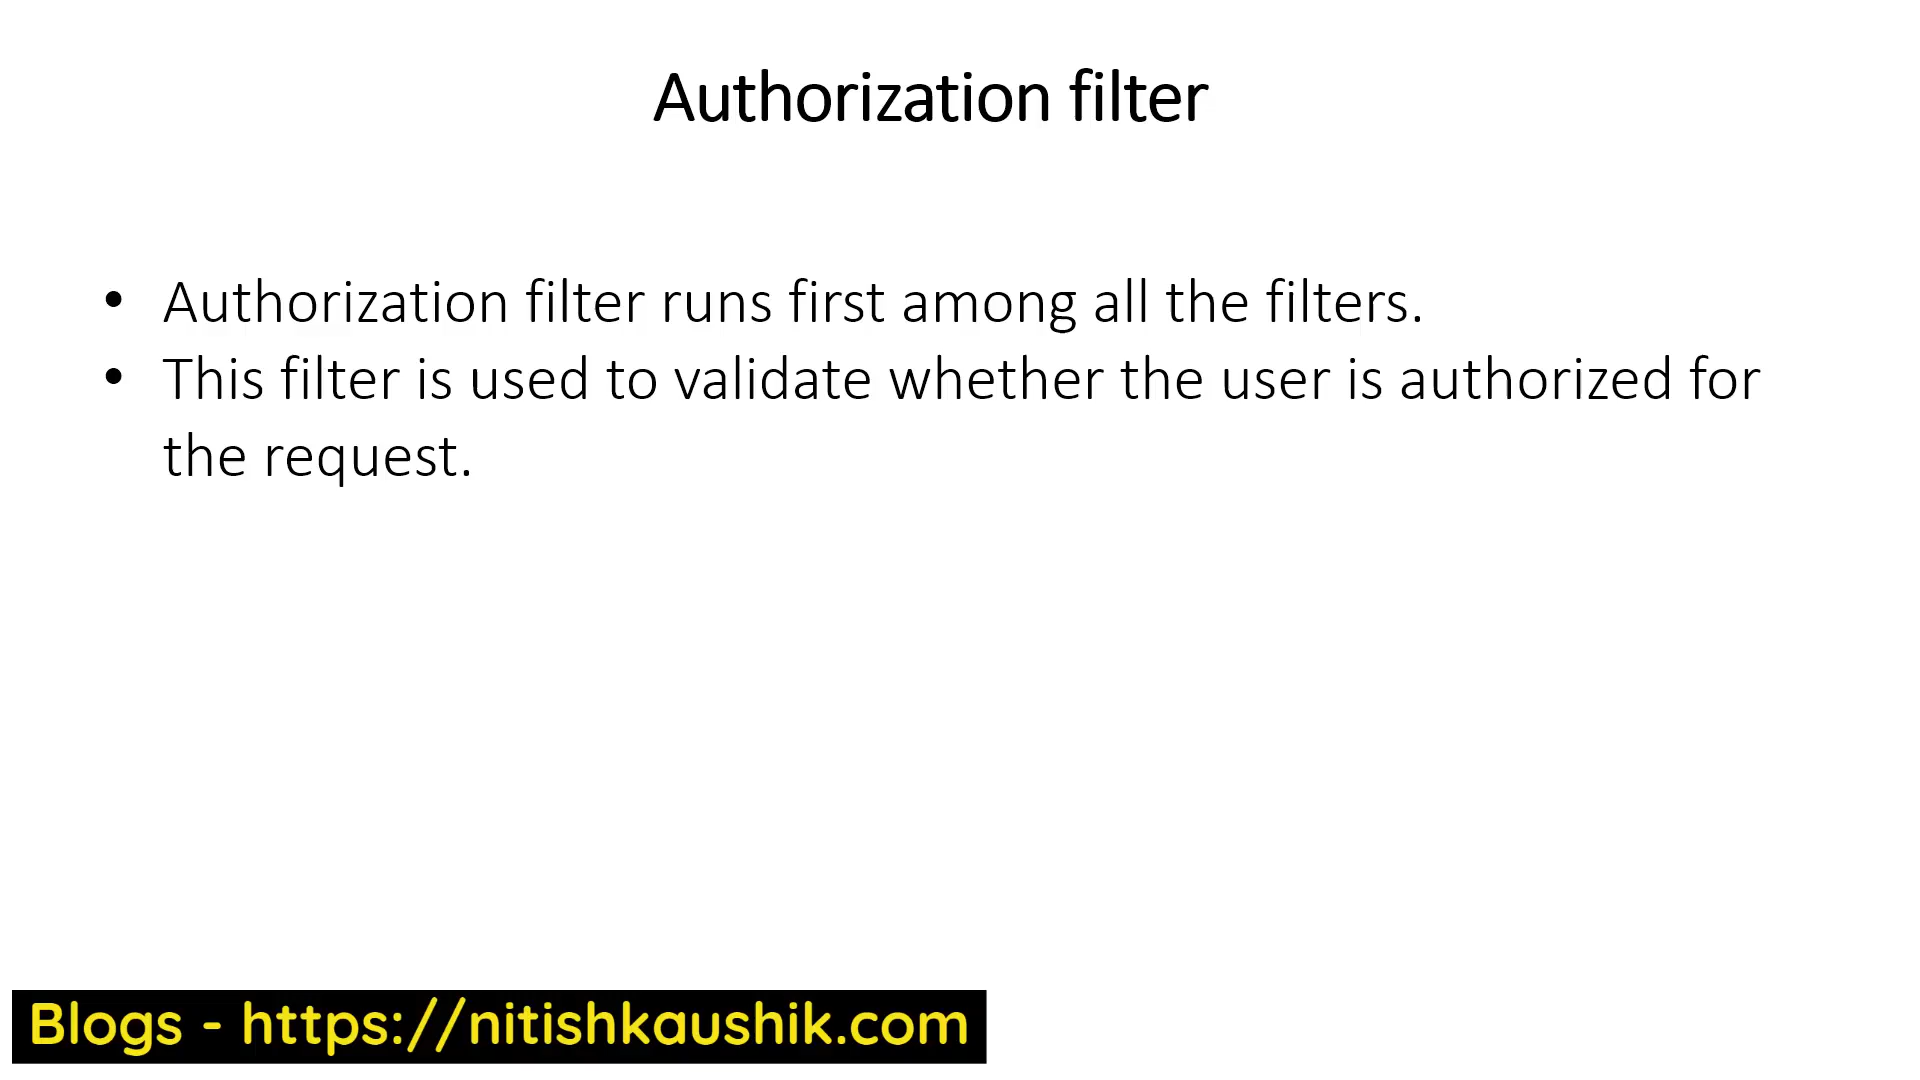 Authorization filter
• Authorization filter runs first among all the filters.
• This filter is used to validate whether the user is authorized for
the request.
Blogs - https://nitishkaushik.com